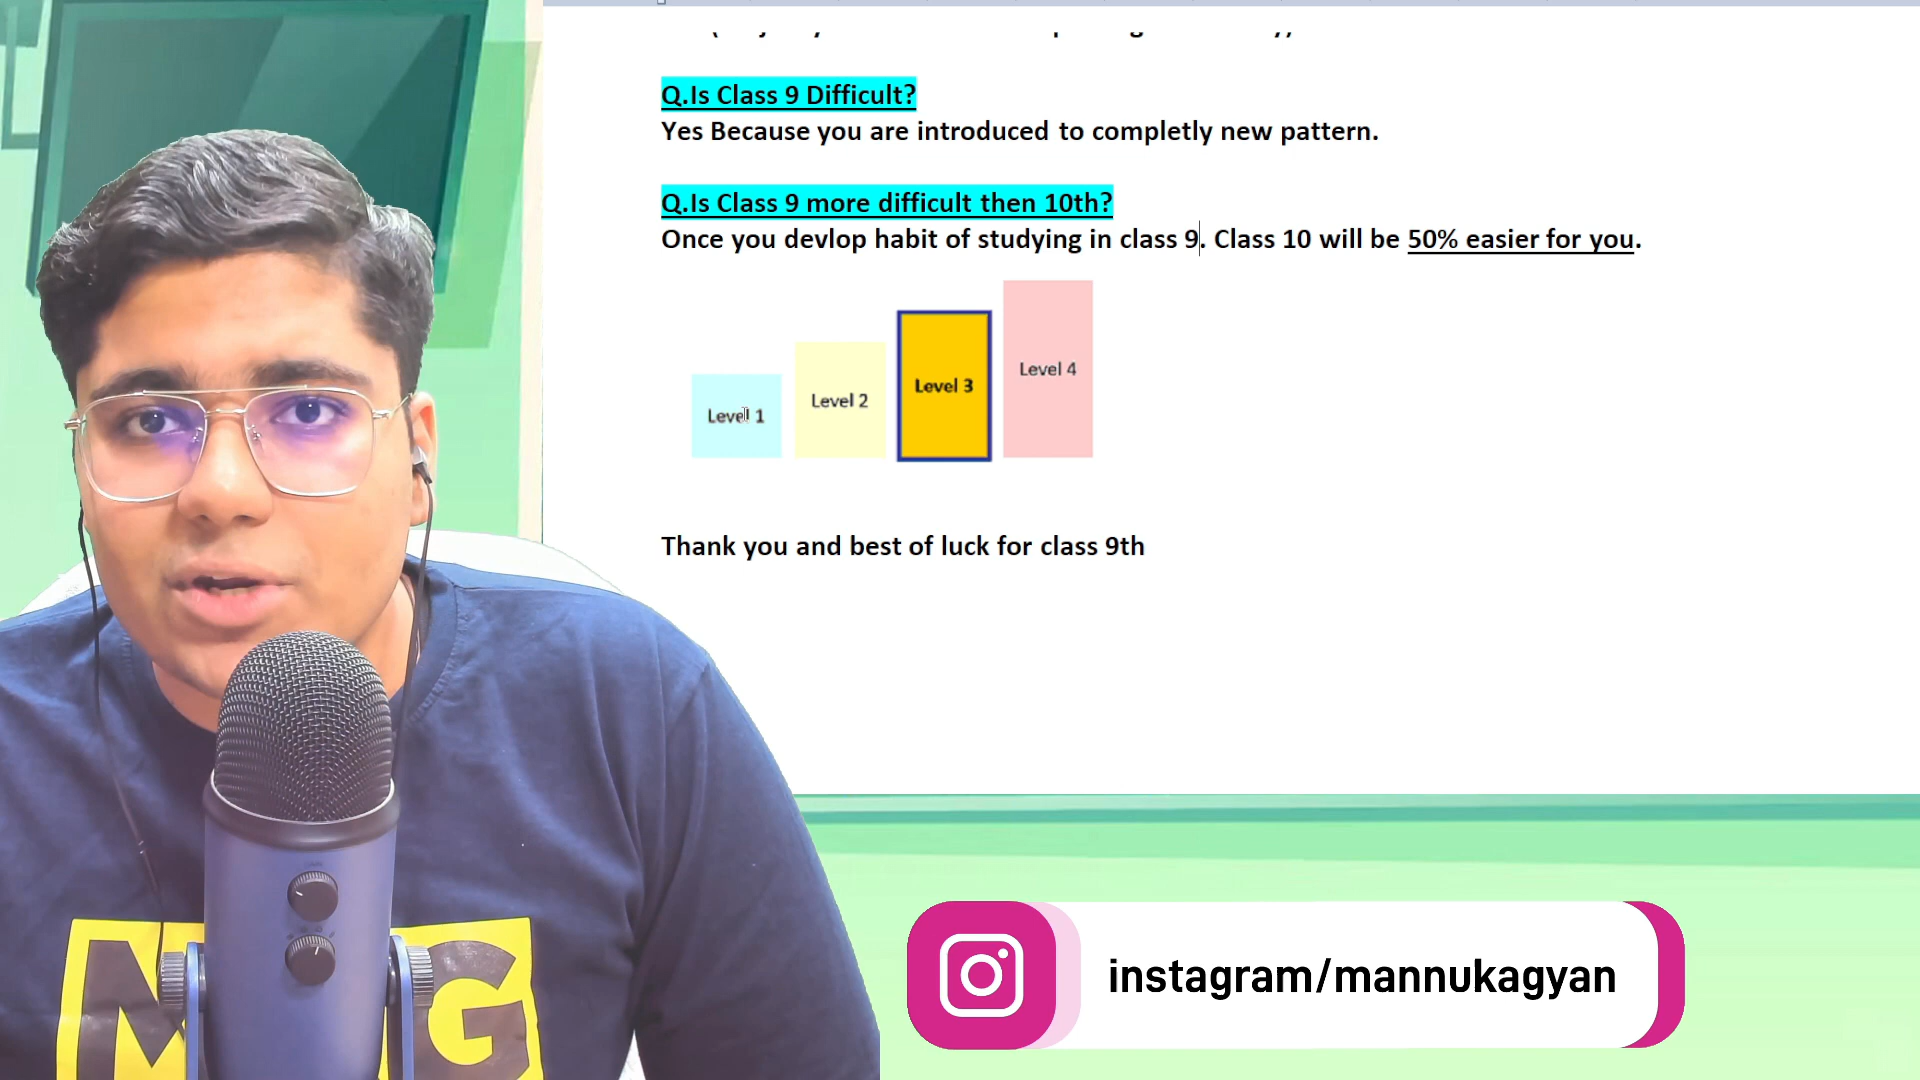 Q.Is Class 9 Difficult?
Yes Because you are introduced to completly new pattern.
Q.Is Class 9 more difficult then 10th?
Once you devlop habit of studying in class 9. Class 10 will be 50% easier for you.
Level 1
Level 2
Level 3
Level 4
Thank you and best of luck for class 9th
instagram/mannukagyan